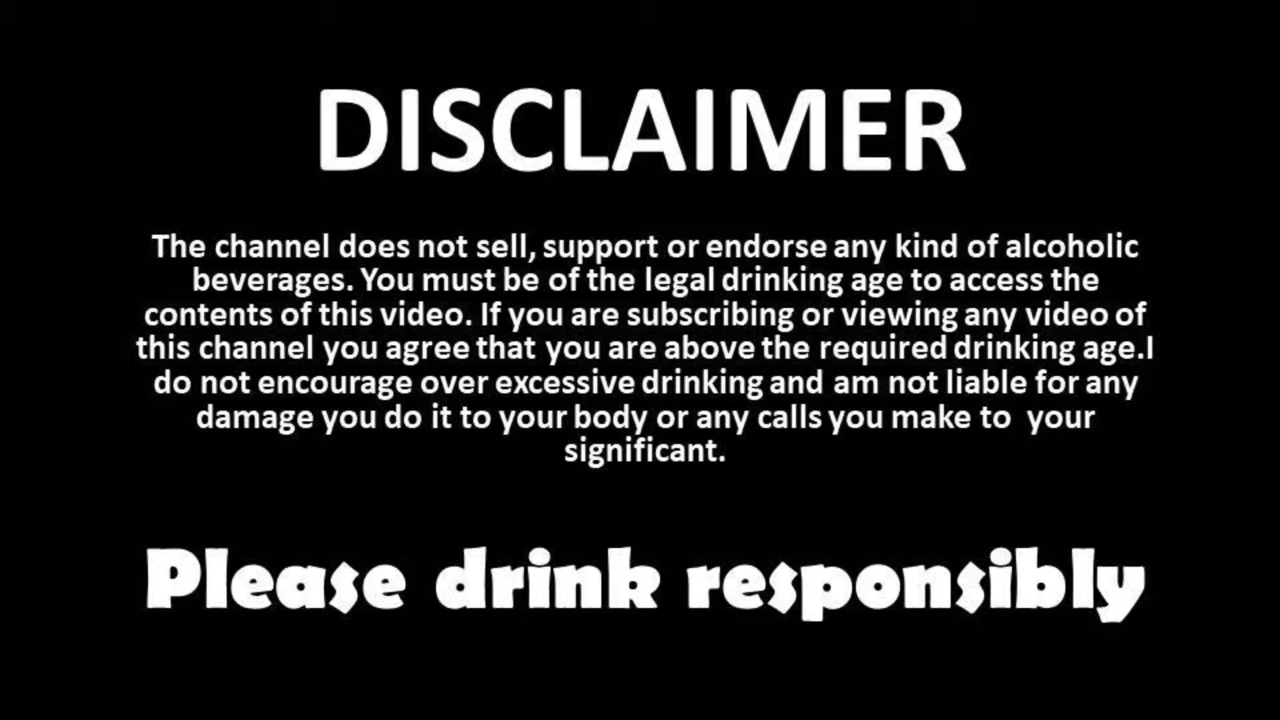 DISCLAIMER
The channel does not sell, support or endorse any kind of alcoholic
beverages. You must be of the legal drinking age to access the
contents of this video. If you are subscribing or viewing any video of
this channel you agree that you are above the required drinking age.I
do not encourage over excessive drinking and am not liable for any
damage you do it to your body or any calls you make to  your
significant.
Please drink responsibly